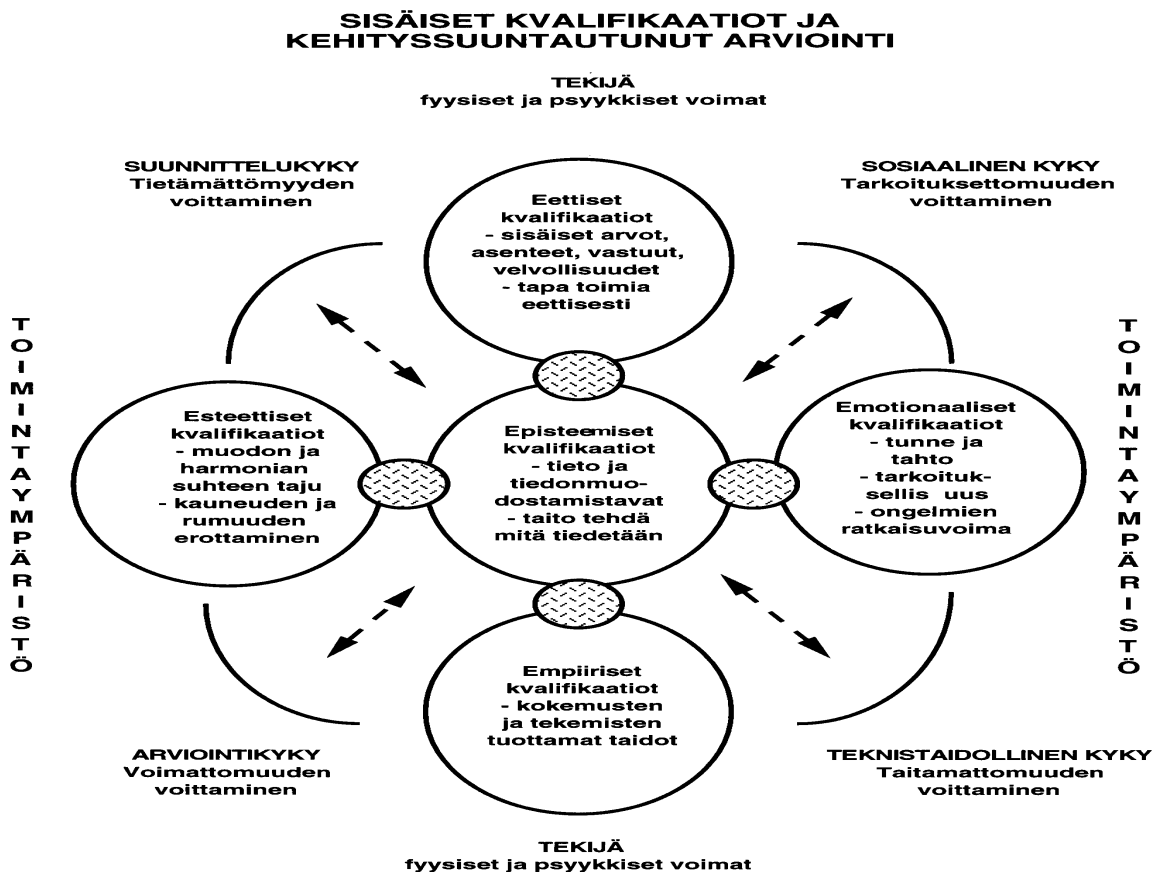 SISÄISET KVALIFIKAATIOT JA
KEHITYSSUUNTAUTUNUT ARVIOINTI
TEKIJÄ
fyysiset ja psyykkiset voimat
SUUNNITTELUKYKY
Tietämättömyyden
voittaminen
SOSIAALINEN KYKY
Tarkoituksettomuuden
voittaminen
Eettiset
kvalifikaatiot
- sisäiset arvot,
asenteet, vastuut,
velvollisuudet
- tapa toimia
eettisesti
TOIMINTAYMPÄRISTÖ
Esteettiset
kvalifikaatiot
- muodon ja
harmonian
suhteen taju
- kauneuden ja
rumuuden
erottaminen
Episteemiset
kvalifikaatiot
- tieto ja
tiedonmuo-
dostamistavat
- taito tehdä
mitä tiedetään
Emotionaaliset
kvalifikaatiot
- tunne ja
tahto
- tarkoituk-
sellis uus
- ongelmien
ratkaisuvoima
TOIMINTAYMPÄRISTÖ
Empiiriset
kvalifikaatiot
- kokemusten
ja tekemisten
tuottamat taidot
ARVIOINTIKYKY
Voimattomuuden
voittaminen
TEKNISTAIDOLLINEN KYKY
Taitamattomuuden
voittaminen
TEKIJÄ
fyysiset ja psyykkiset voimat